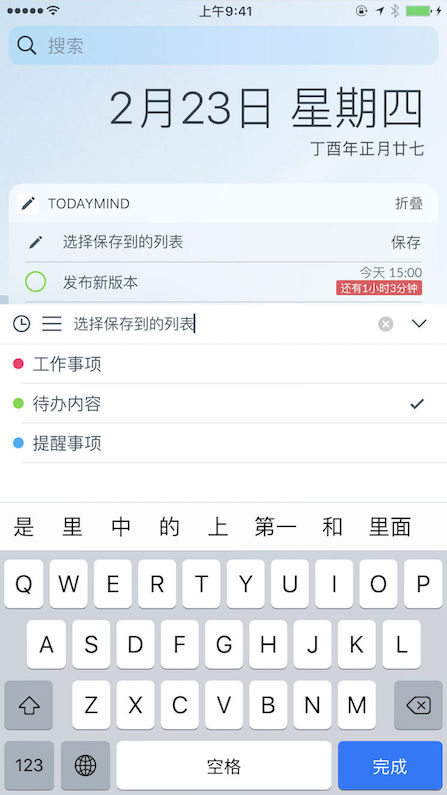 上午9:41
搜索
2月23日 星期四
丁酉年正月廿七
TODAYMIND 折叠
选择保存到的列表 保存
发布新版本 今天 15:00
还有1小时3分钟
选择保存到的列表
工作事项
待办内容
提醒事项
是 里 中 的 上 第一 和 里面
Q W E R T Y U I O P
A S D F G H J K L
Z X C V B N M
123 空格 完成